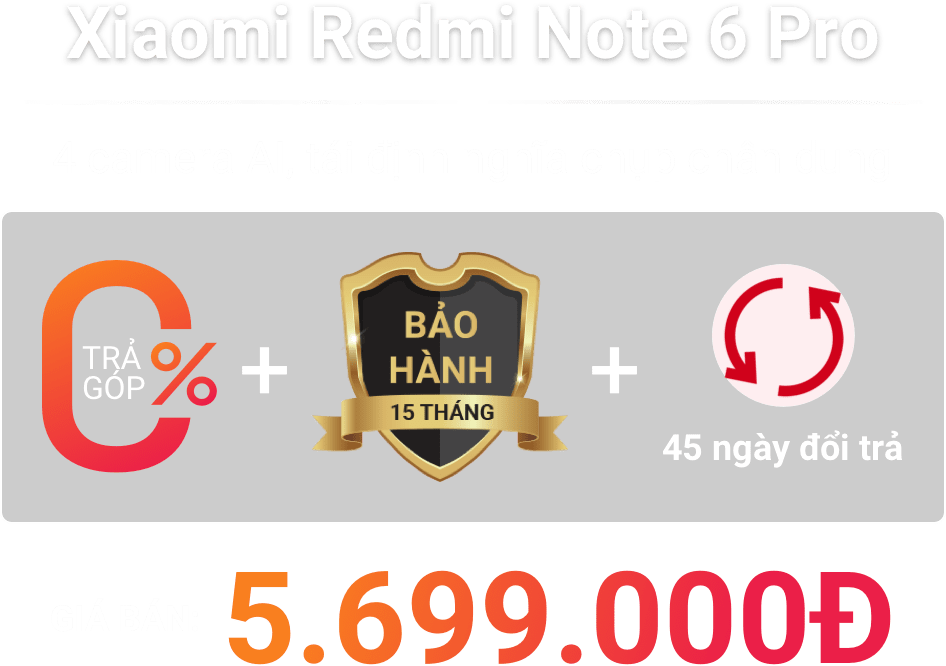 Xiaomi Redmi Note 6 Pro
TRẢ
GÓP %
+
BẢO
HÀNH
15 THÁNG
+
45 ngày đổi trả
5.699.000Đ